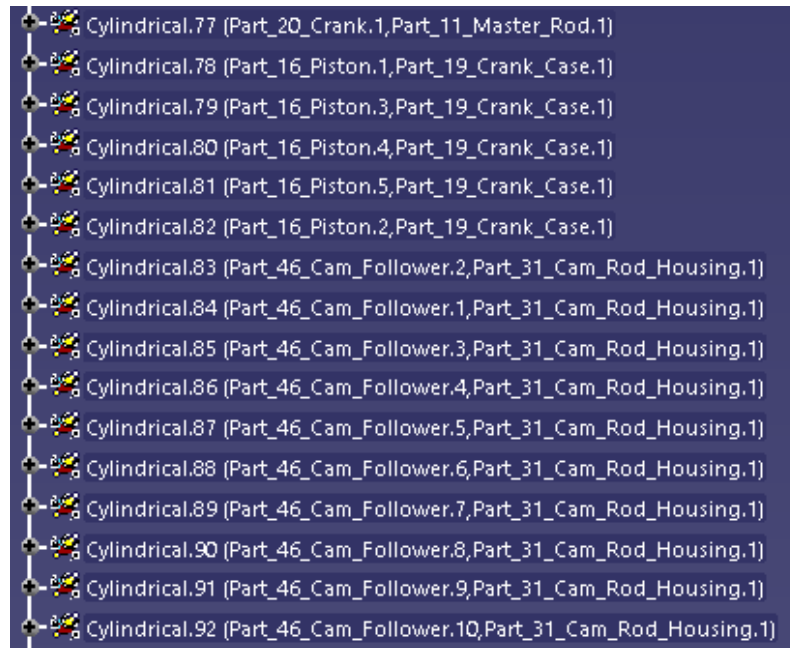 Cylindrical.77 (Part_20_Crank.1,Part_11_Master_Rod.1)
Cylindrical.78 (Part_16_Piston.1,Part_19_Crank_Case.1)
Cylindrical.79 (Part_16_Piston.3,Part_19_Crank_Case.1)
Cylindrical.80 (Part_16_Piston.4,Part_19_Crank_Case.1)
Cylindrical.81 (Part_16_Piston.5,Part_19_Crank_Case.1)
Cylindrical.82 (Part_16_Piston.2,Part_19_Crank_Case.1)
Cylindrical.83 (Part_46_Cam_Follower.2,Part_31_Cam_Rod_Housing.1)
Cylindrical.84 (Part_46_Cam_Follower.1,Part_31_Cam_Rod_Housing.1)
Cylindrical.85 (Part_46_Cam_Follower.3,Part_31_Cam_Rod_Housing.1)
Cylindrical.86 (Part_46_Cam_Follower.4,Part_31_Cam_Rod_Housing.1)
Cylindrical.87 (Part_46_Cam_Follower.5,Part_31_Cam_Rod_Housing.1)
Cylindrical.88 (Part_46_Cam_Follower.6,Part_31_Cam_Rod_Housing.1)
Cylindrical.89 (Part_46_Cam_Follower.7,Part_31_Cam_Rod_Housing.1)
Cylindrical.90 (Part_46_Cam_Follower.8,Part_31_Cam_Rod_Housing.1)
Cylindrical.91 (Part_46_Cam_Follower.9,Part_31_Cam_Rod_Housing.1)
Cylindrical.92 (Part_46_Cam_Follower.10,Part_31_Cam_Rod_Housing.1)